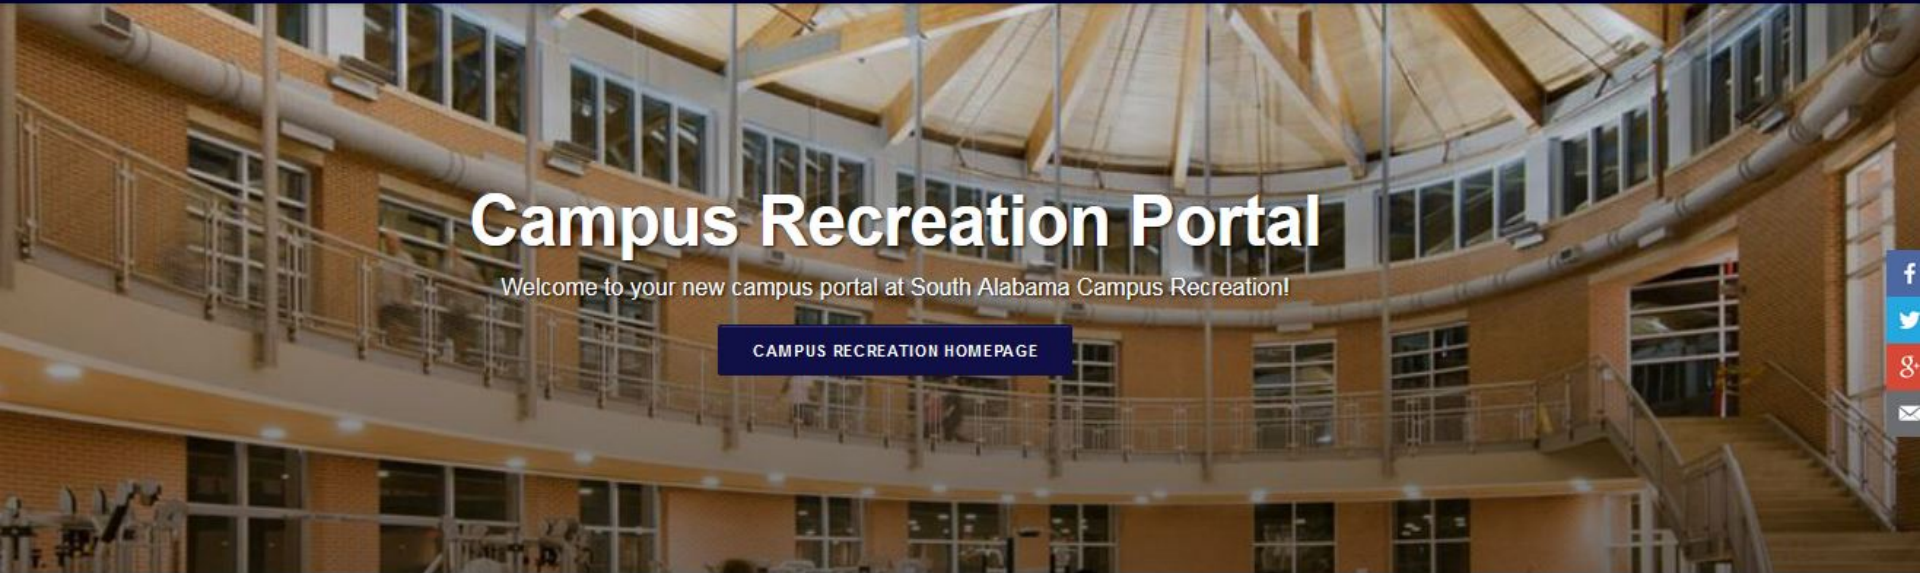 Campus Recreation Portal
Welcome to your new campus portal at South Alabama Campus Recreation!
CAMPUS RECREATION HOMEPAGE
f
g+